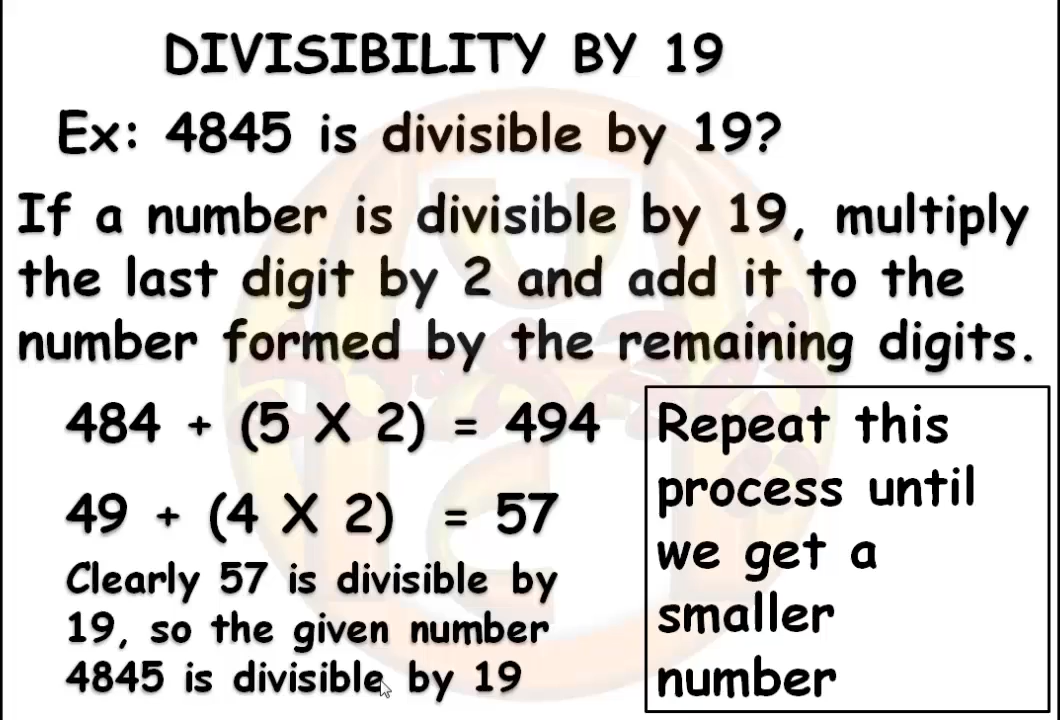 DIVISIBILITY BY 19
Ex: 4845 is divisible by 19?
If a number is divisible by 19, multiply
the last digit by 2 and add it to the
number formed by the remaining digits.
484 + (5 X 2) = 494
49 + (4 X 2) = 57
Clearly 57 is divisible by
19, so the given number
4845 is divisible by 19
Repeat this
process until
we get a
smaller
number